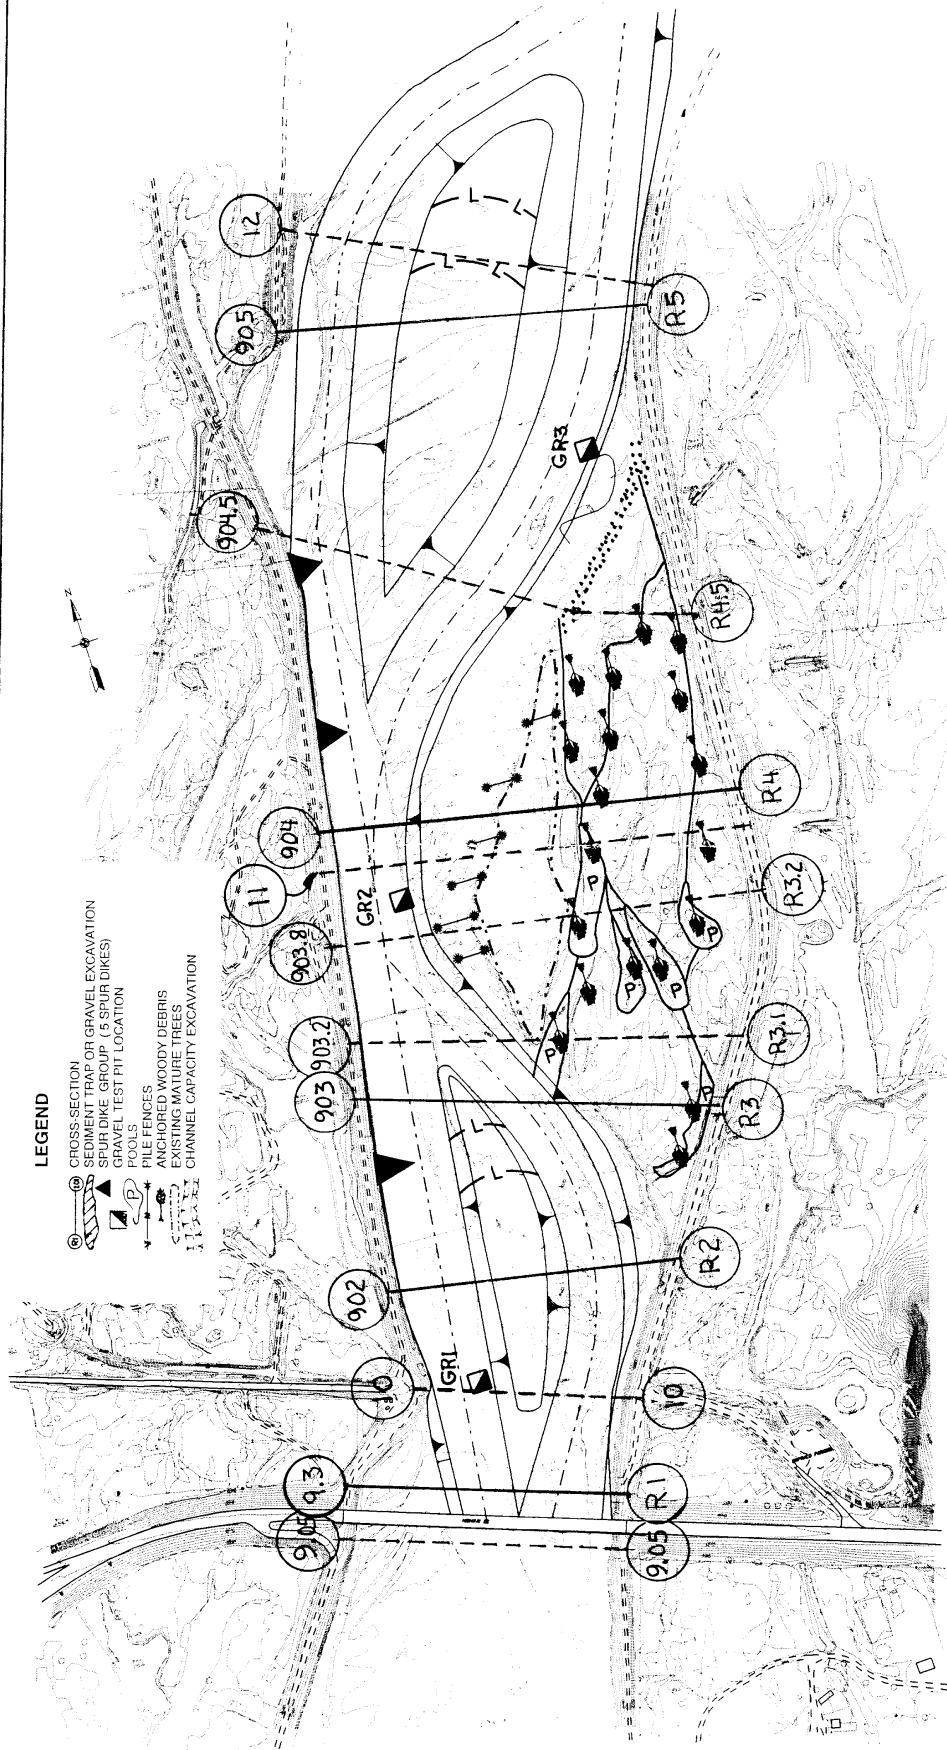 LEGEND
CROSS-SECTION
SEDIMENT TRAP OR GRAVEL EXCAVATION
SPUR DIKE GROUP (5 SPUR DIKES)
GRAVEL TEST PIT LOCATION
POOLS
PILE FENCES
ANCHORED WOODY DEBRIS
EXISTING MATURE TREES
CHANNEL CAPACITY EXCAVATION
P
N
9.05
9.3
10
902
903
903.2
903.8
11
904
904.5
905
12
GR1
GR2
GR3
L
L
L
L
P
P
P
P
P
P
9.05
R1
10
R2
R3
R3.1
R3.2
R4
R4.5
R5